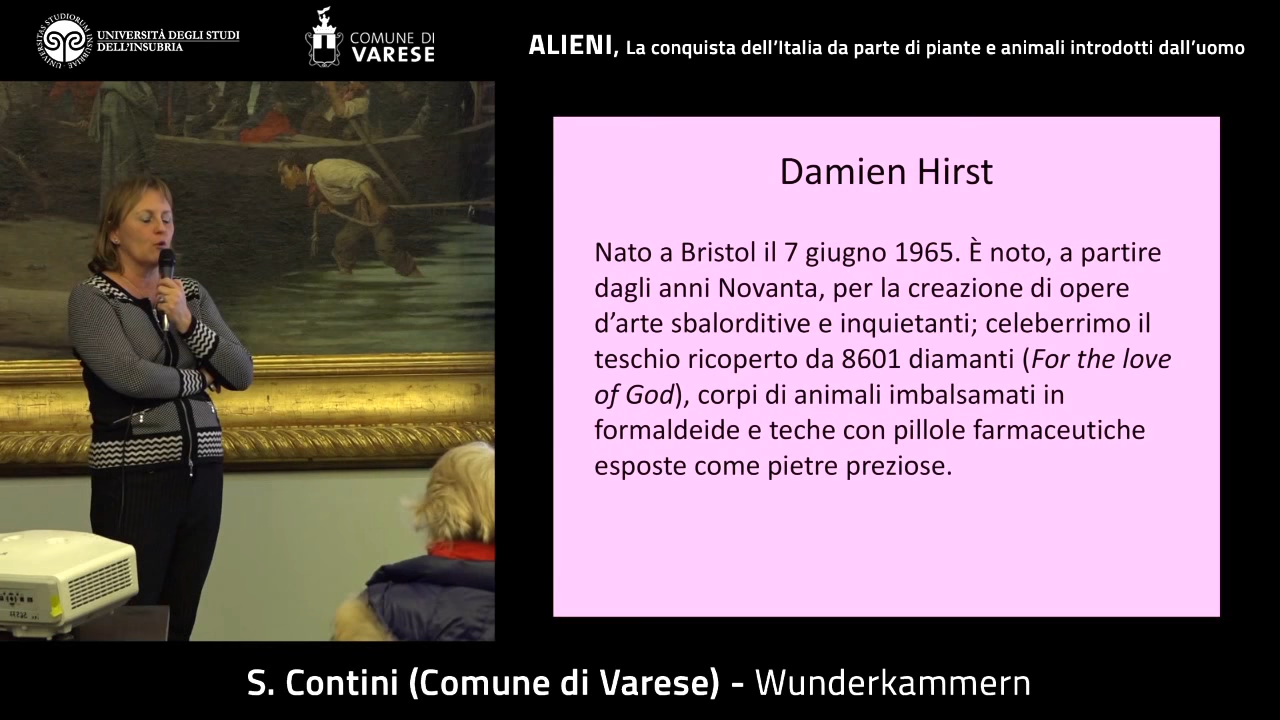 UNIVERSITÀ DEGLI STUDI
DELL'INSUBRIA
COMUNE DI
VARESE
ALIENI, La conquista dell'Italia da parte di piante e animali introdotti dall'uomo
Damien Hirst
Nato a Bristol il 7 giugno 1965. È noto, a partire
dagli anni Novanta, per la creazione di opere
d'arte sbalorditive e inquietanti; celeberrimo il
teschio ricoperto da 8601 diamanti (For the love
of God), corpi di animali imbalsamati in
formaldeide e teche con pillole farmaceutiche
esposte come pietre preziose.
S. Contini (Comune di Varese) - Wunderkammern